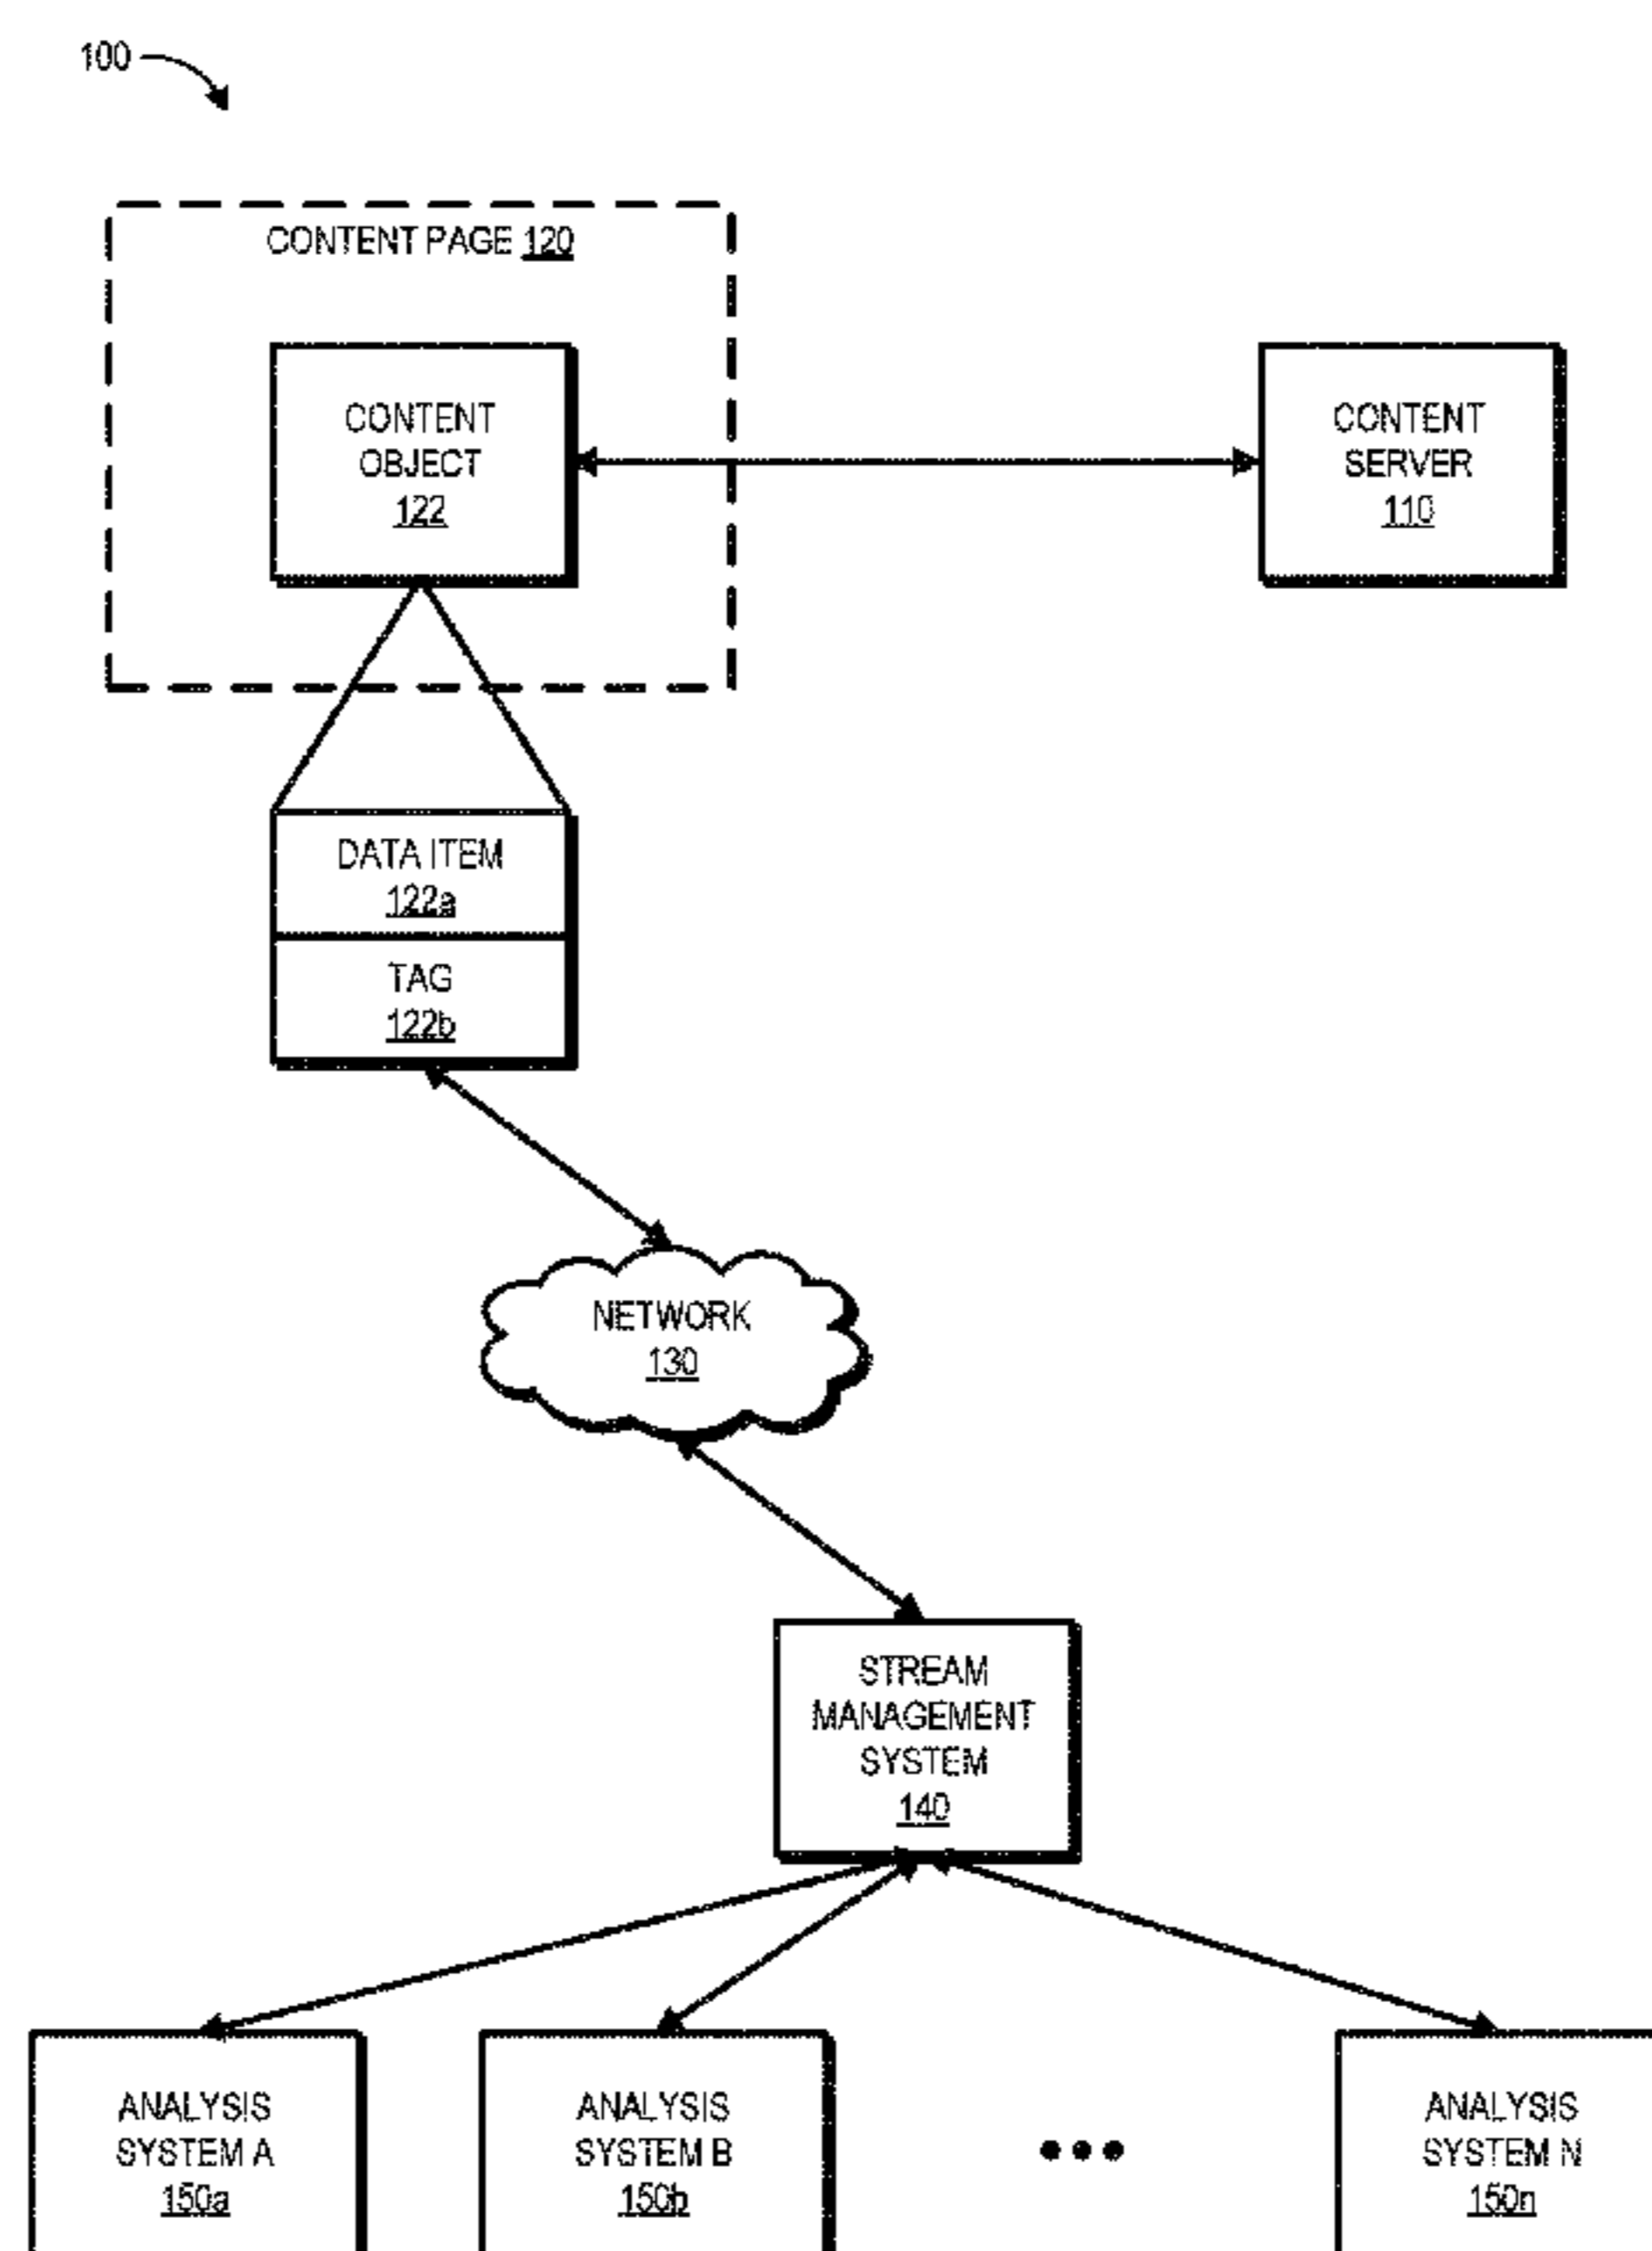 100
CONTENT PAGE 120
CONTENT
OBJECT
122
CONTENT
SERVER
110
DATA ITEM
122a
TAG
122b
NETWORK
130
STREAM
MANAGEMENT
SYSTEM
140
ANALYSIS
SYSTEM A
150a
ANALYSIS
SYSTEM B
150b
ANALYSIS
SYSTEM N
150n